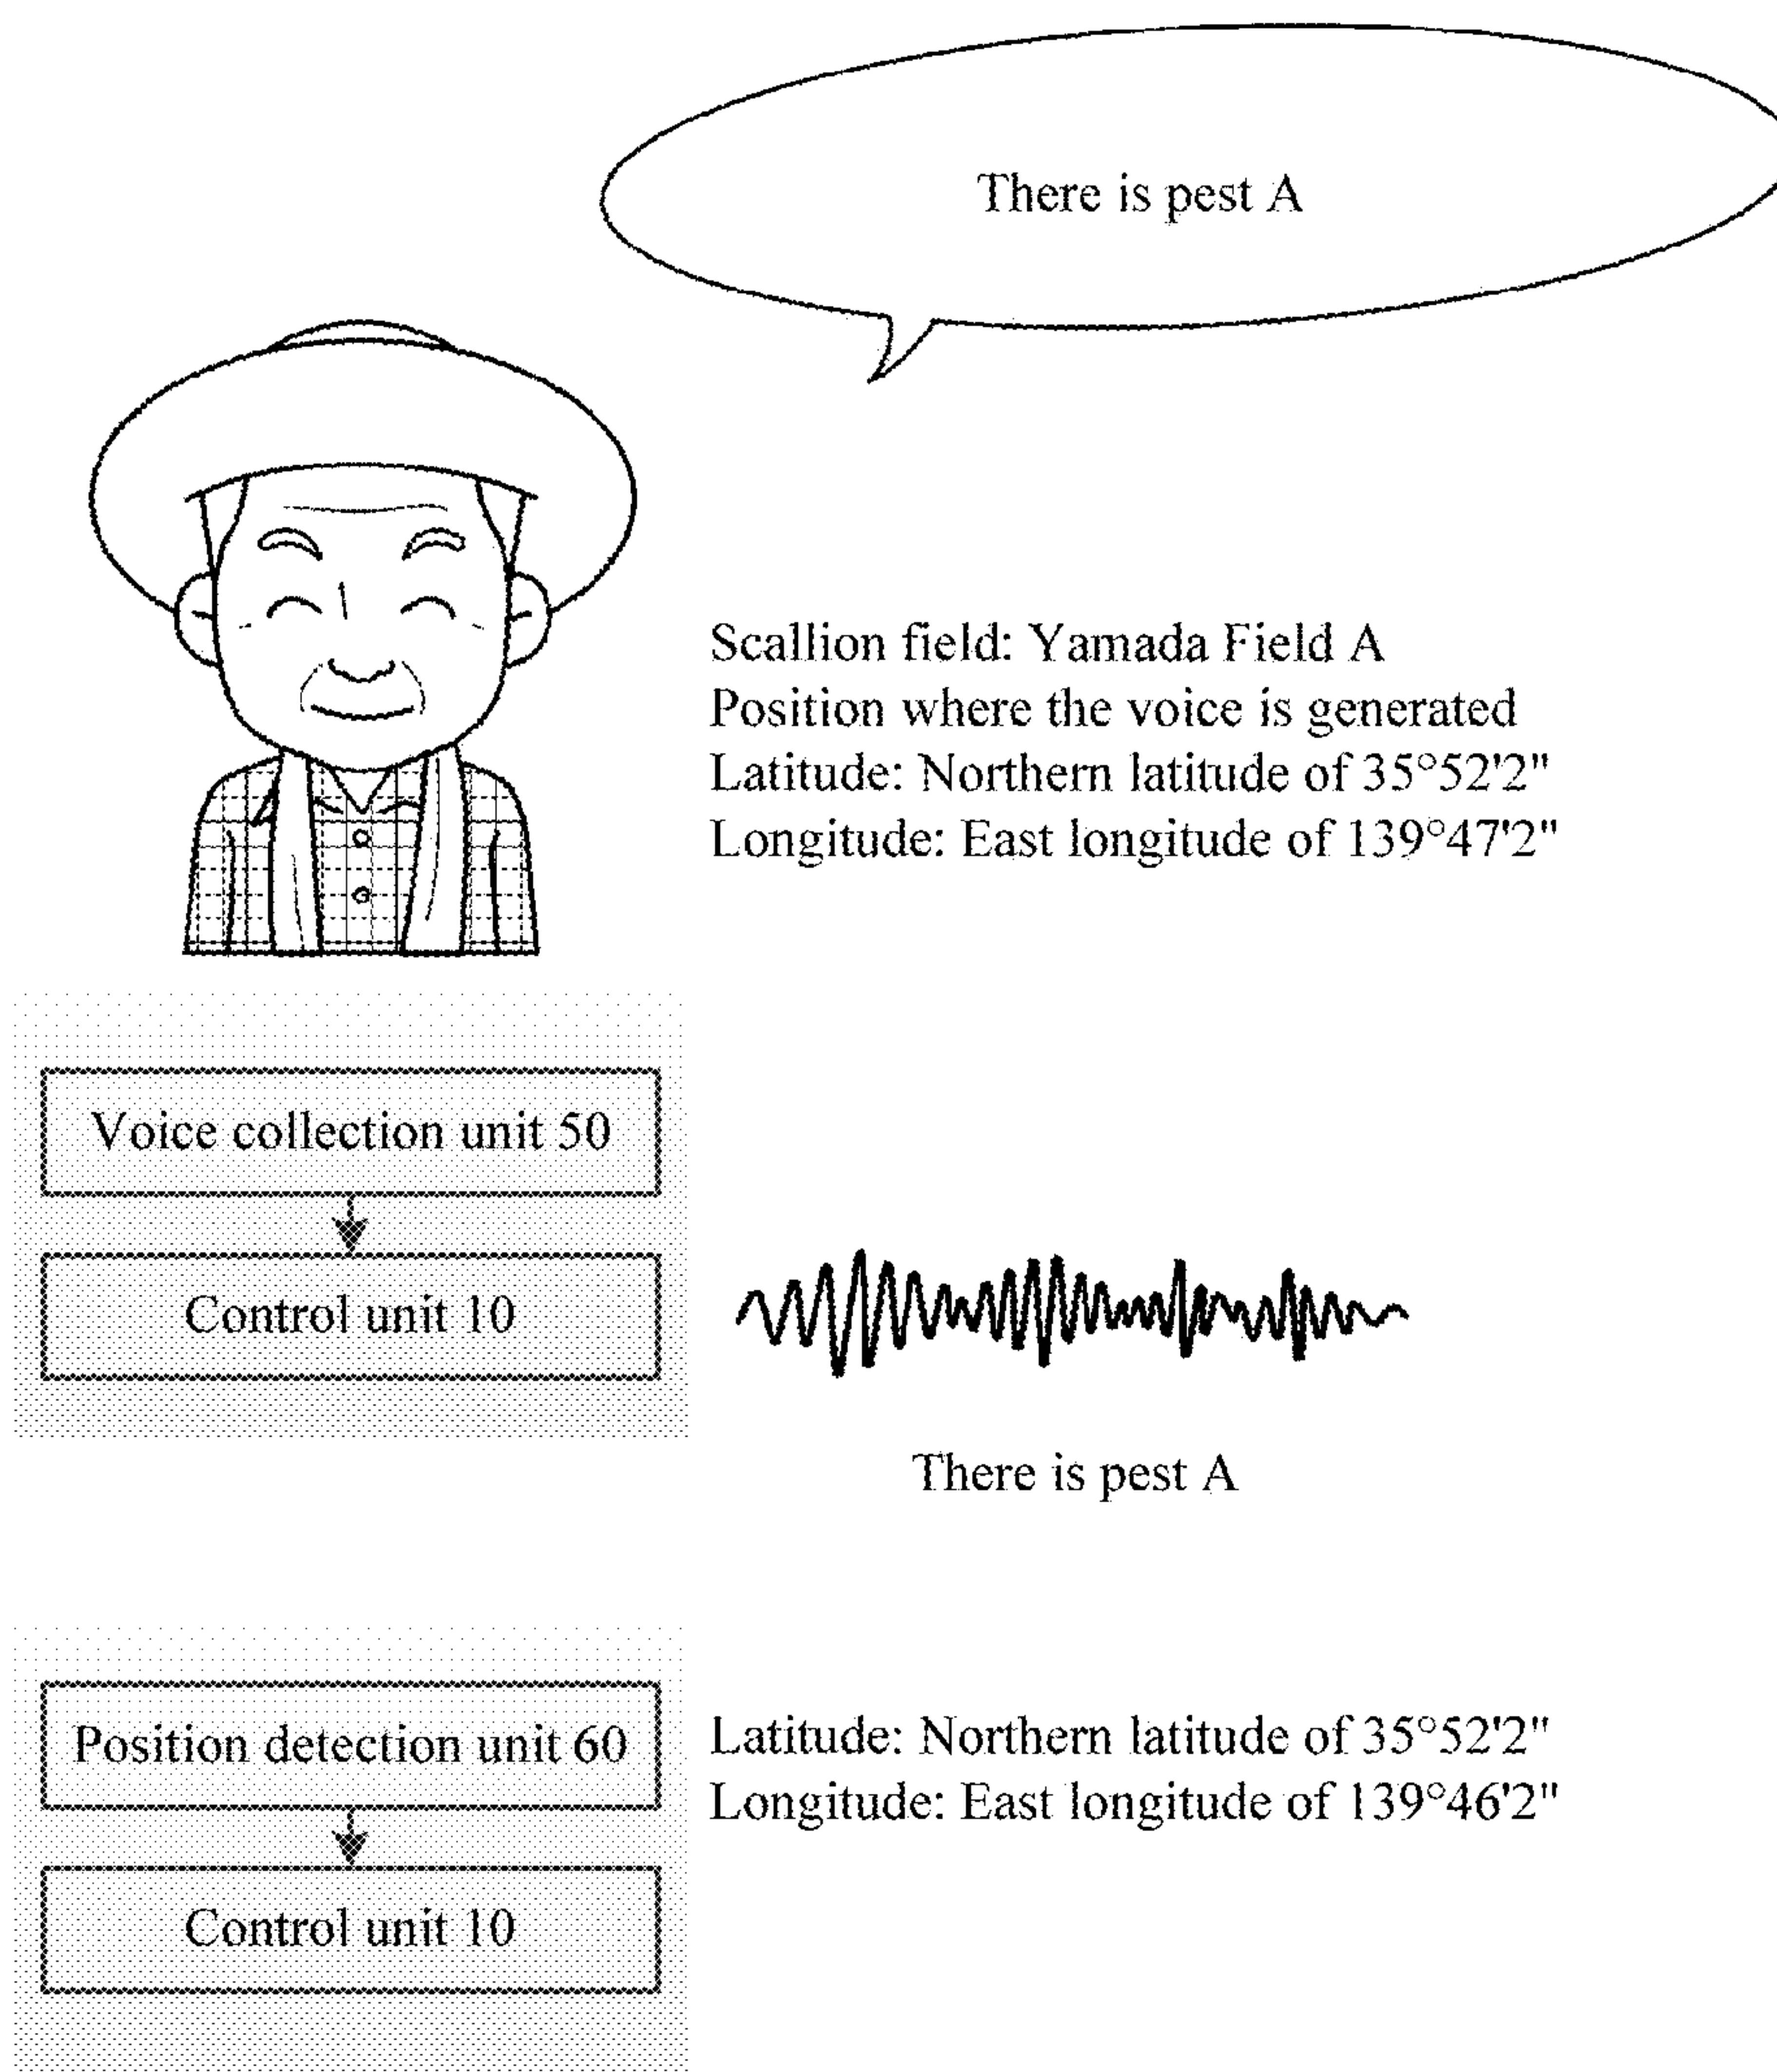 There is pest A
Scallion field: Yamada Field A
Position where the voice is generated
Latitude: Northern latitude of 35°52'2"
Longitude: East longitude of 139°47'2"
Voice collection unit 50
Control unit 10
There is pest A
Position detection unit 60
Latitude: Northern latitude of 35°52'2"
Longitude: East longitude of 139°46'2"
Control unit 10